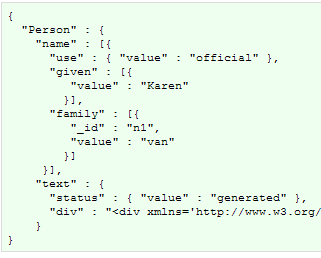 {
  "Person" : {
    "name" : [{
      "use" : { "value" : "official" },
      "given" : [{
         "value" : "Karen"
        }],
      "family" : [{
         "_id" : "n1",
         "value" : "van"
        }]
     }],
    "text" : {
      "status" : { "value" : "generated" },
      "div" : "<div xmlns='http://www.w3.org/
    }
}